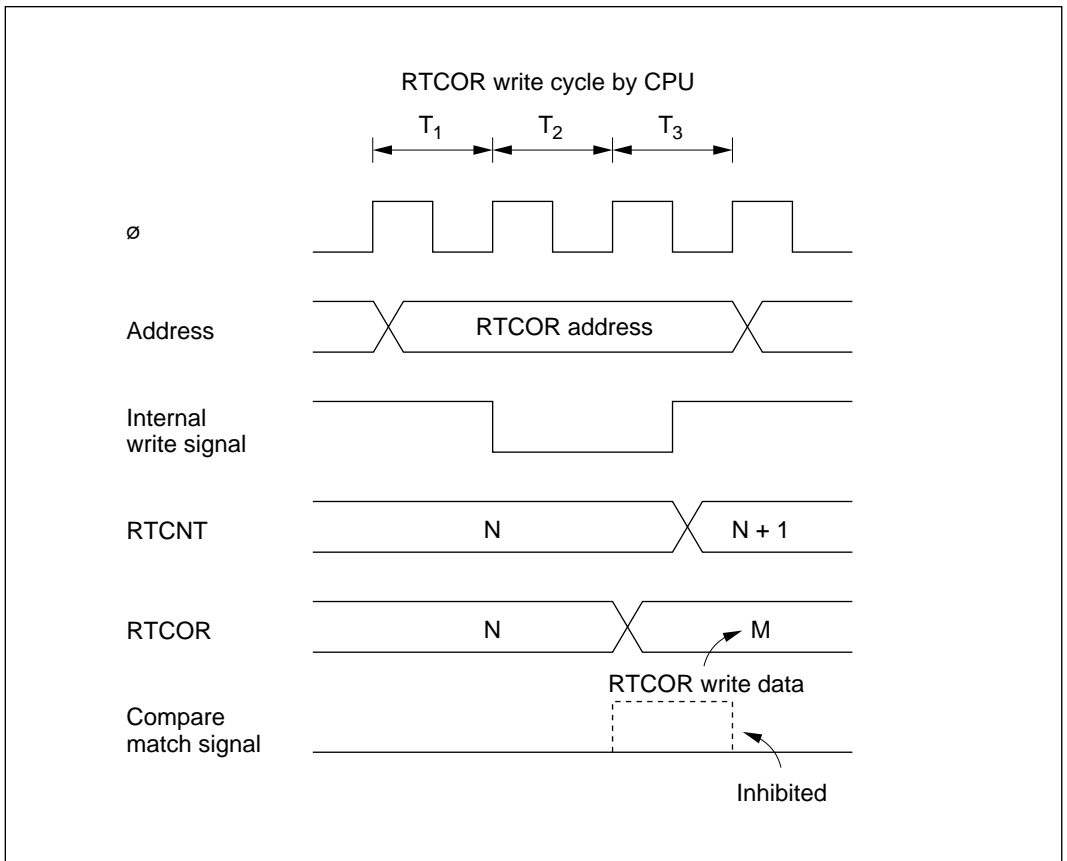 RTCOR write cycle by CPU
T1 T2 T3
ø
Address RTCOR address
Internal
write signal
RTCNT N N + 1
RTCOR N M
RTCOR write data
Compare
match signal
Inhibited